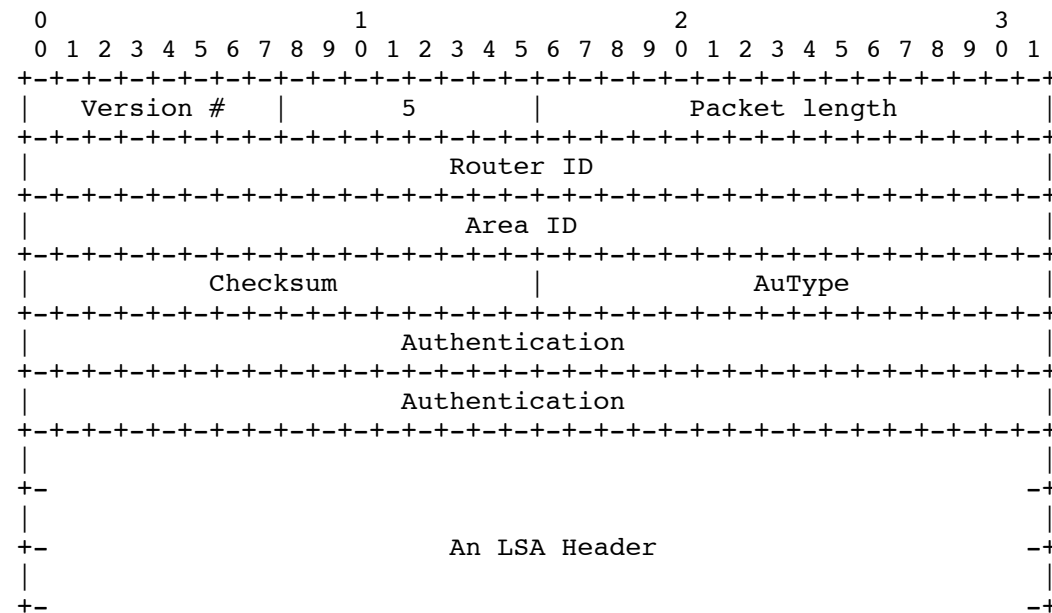 0                   1                   2                   3
 0 1 2 3 4 5 6 7 8 9 0 1 2 3 4 5 6 7 8 9 0 1 2 3 4 5 6 7 8 9 0 1
+-+-+-+-+-+-+-+-+-+-+-+-+-+-+-+-+-+-+-+-+-+-+-+-+-+-+-+-+-+-+-+-+
|   Version #   |       5       |         Packet length         |
+-+-+-+-+-+-+-+-+-+-+-+-+-+-+-+-+-+-+-+-+-+-+-+-+-+-+-+-+-+-+-+-+
|                          Router ID                            |
+-+-+-+-+-+-+-+-+-+-+-+-+-+-+-+-+-+-+-+-+-+-+-+-+-+-+-+-+-+-+-+-+
|                           Area ID                             |
+-+-+-+-+-+-+-+-+-+-+-+-+-+-+-+-+-+-+-+-+-+-+-+-+-+-+-+-+-+-+-+-+
|           Checksum            |             AuType            |
+-+-+-+-+-+-+-+-+-+-+-+-+-+-+-+-+-+-+-+-+-+-+-+-+-+-+-+-+-+-+-+-+
|                       Authentication                          |
+-+-+-+-+-+-+-+-+-+-+-+-+-+-+-+-+-+-+-+-+-+-+-+-+-+-+-+-+-+-+-+-+
|                       Authentication                          |
+-+-+-+-+-+-+-+-+-+-+-+-+-+-+-+-+-+-+-+-+-+-+-+-+-+-+-+-+-+-+-+-+
|                                                               |
+-                                                             -+
|                                                               |
+-                         An LSA Header                       -+
|                                                               |
+-                                                             -+